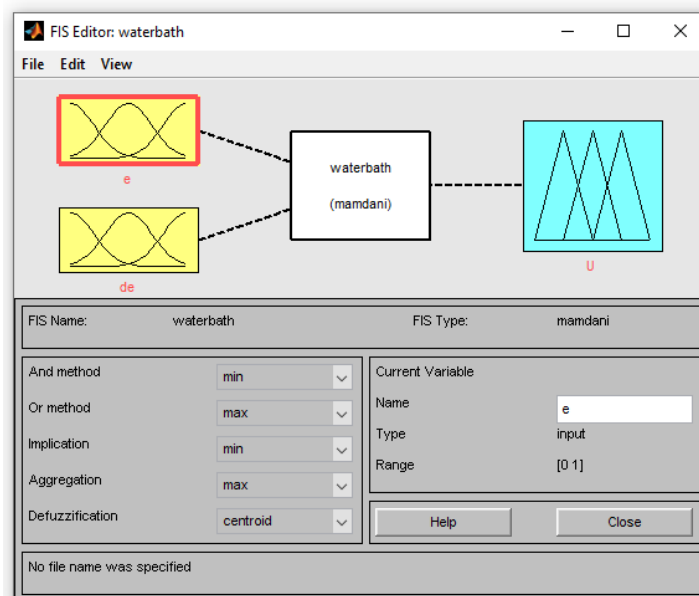 FIS Editor: waterbath
File Edit View
e
waterbath
(mamdani)
de
U
FIS Name: waterbath FIS Type: mamdani
And method min
Or method max
Implication min
Aggregation max
Defuzzification centroid
Current Variable
Name e
Type input
Range [0 1]
Help Close
No file name was specified